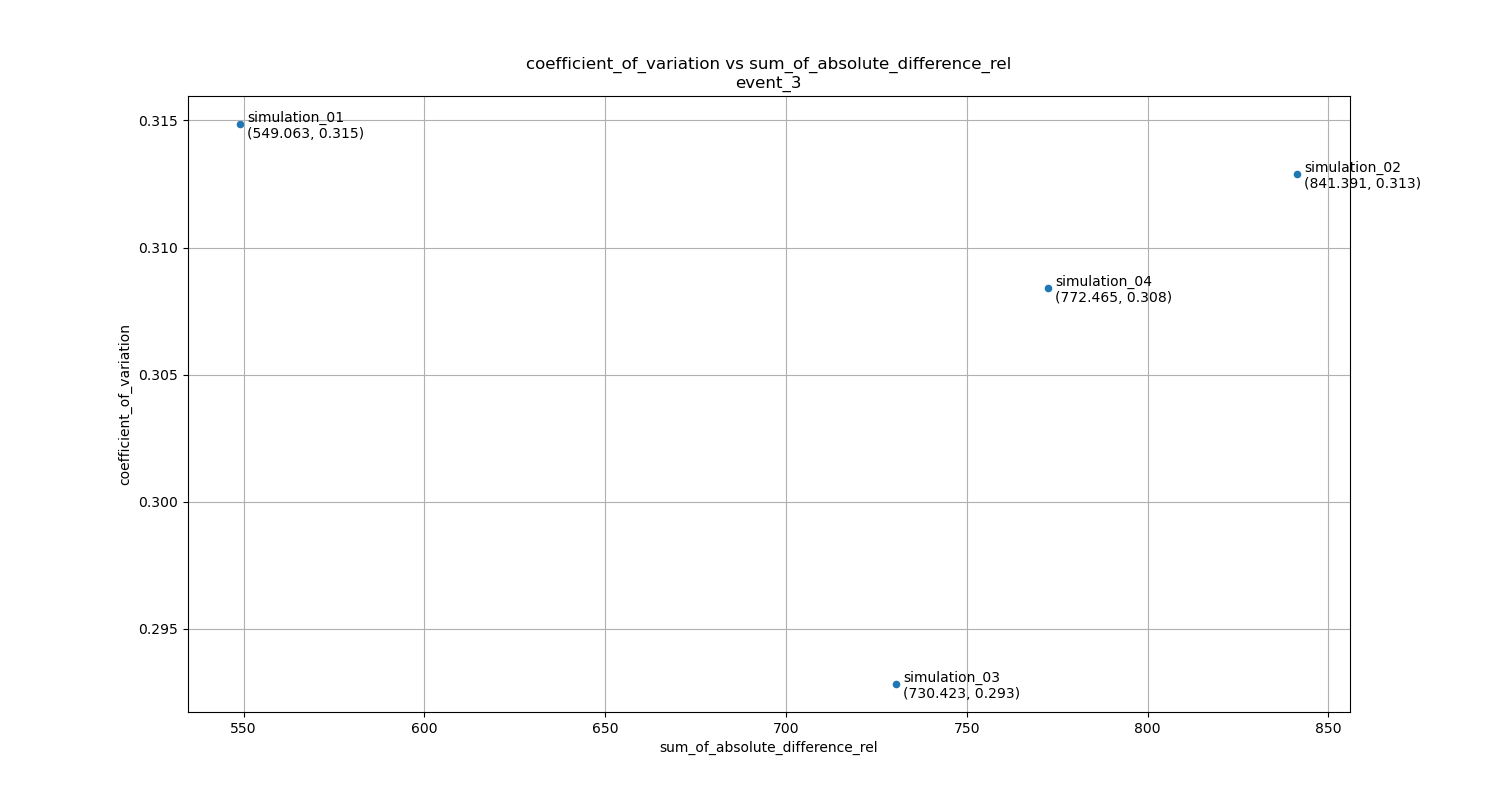 coefficient_of_variation vs sum_of_absolute_difference_rel
event_3
0.315
0.310
0.305
0.300
0.295
coefficient_of_variation
simulation_01
(549.063, 0.315)
simulation_02
(841.391, 0.313)
simulation_04
(772.465, 0.308)
simulation_03
(730.423, 0.293)
550
600
650
700
750
800
850
sum_of_absolute_difference_rel